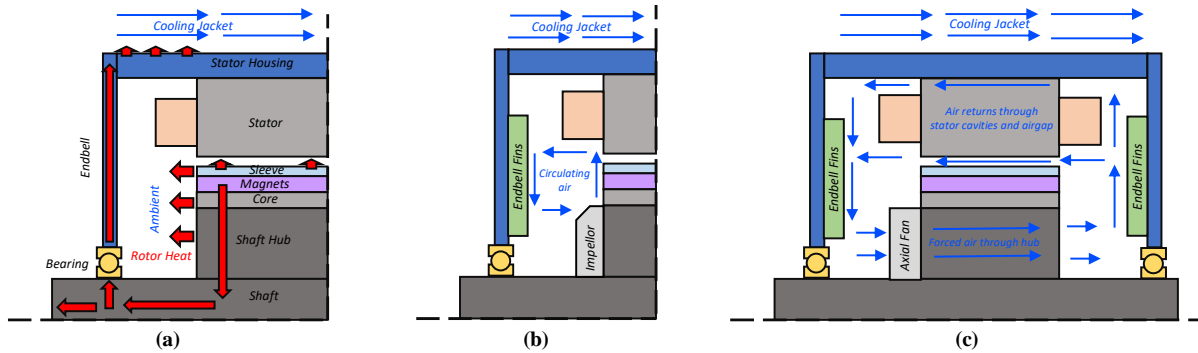 Cooling Jacket
Stator Housing
Stator
Endbell
Sleeve
Magnets
Core
Ambient
Shaft Hub
Rotor Heat
Bearing
Shaft
(a)
Cooling Jacket
Endbell Fins
Circulating
air
Impellor
(b)
Cooling Jacket
Air returns through
stator cavities and airgap
Endbell Fins
Endbell Fins
Axial Fan
Forced air through hub
(c)